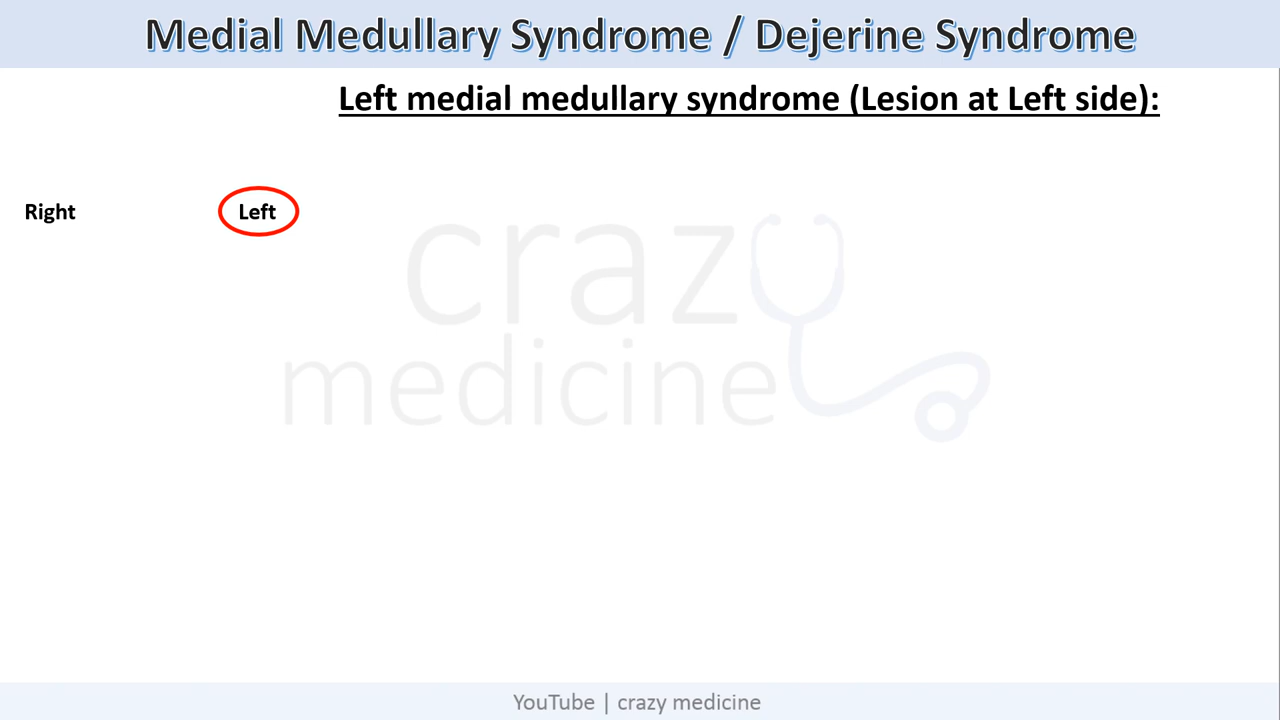 Medial Medullary Syndrome / Dejerine Syndrome
Left medial medullary syndrome (Lesion at Left side):
Right Left
crazy
medicine
YouTube | crazy medicine